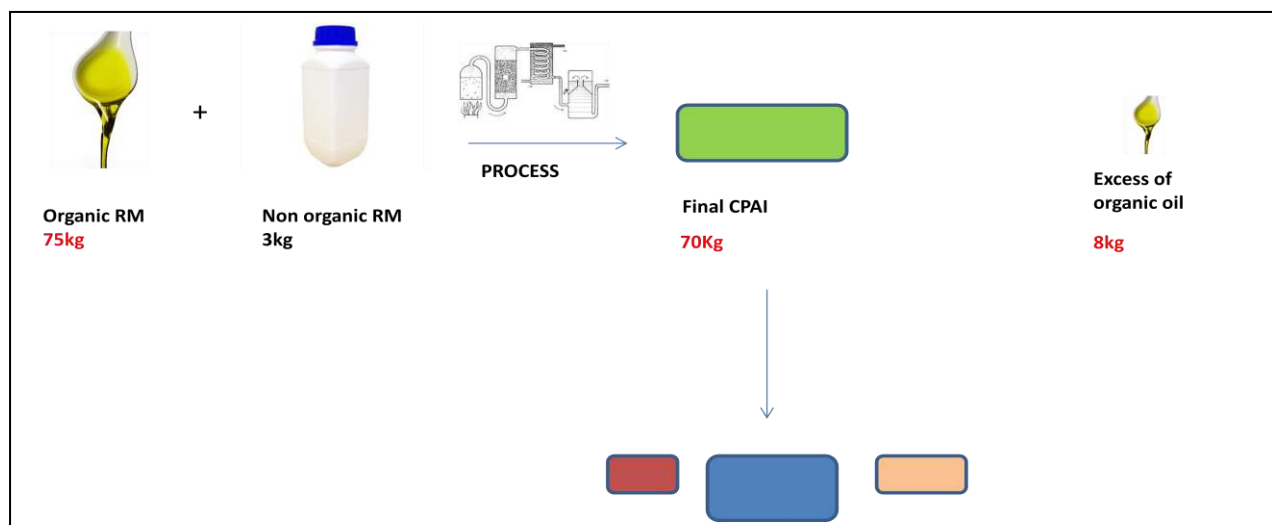 +
PROCESS
Organic RM
75kg
Non organic RM
3kg
Final CPAI
70Kg
Excess of
organic oil
8kg